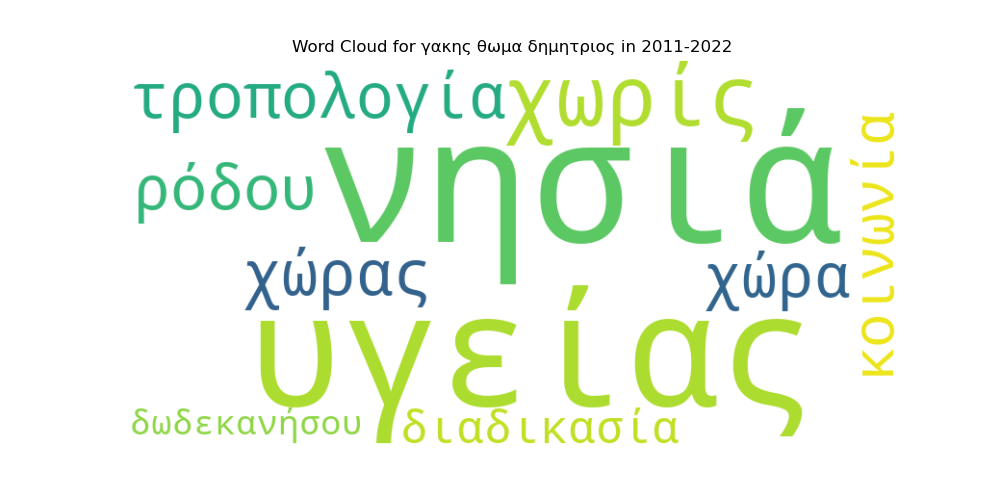 Word Cloud for γακης θωμα δημητριος in 2011-2022
τροπολογία
χωρίς
κοινωνία
νησιά
ρόδου
χώρας
χώρα
υγείας
δωδεκανήσου
διαδικασία